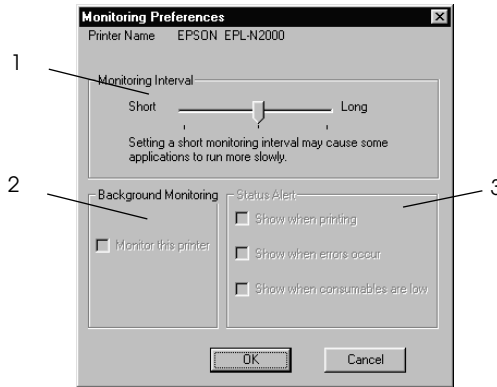 Monitoring Preferences
Printer Name EPSON EPL-N2000
1
Monitoring Interval
Short Long
Setting a short monitoring interval may cause some
applications to run more slowly.
2
Background Monitoring
Monitor this printer
Status Alert
3
Show when printing
Show when errors occur
Show when consumables are low
OK Cancel